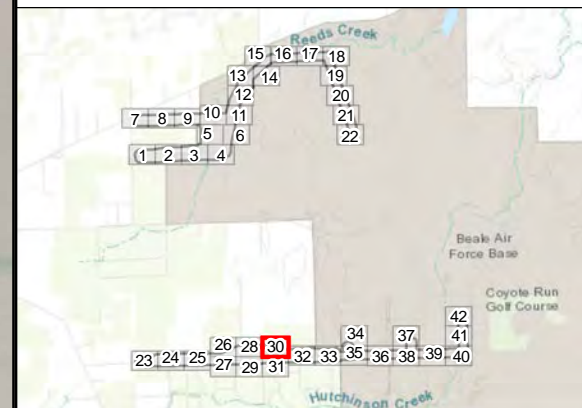 Reeds Creek
15 16 17 18
13 14 19
12 20
7 8 9 10 11 21
5 6 22
1 2 3 4
Beale Air
Force Base
Coyote Run
Golf Course
42
34 37 41
26 28 30
23 24 25 32 33 35 36 38 39 40
27 29 31
Hutchinson Creek